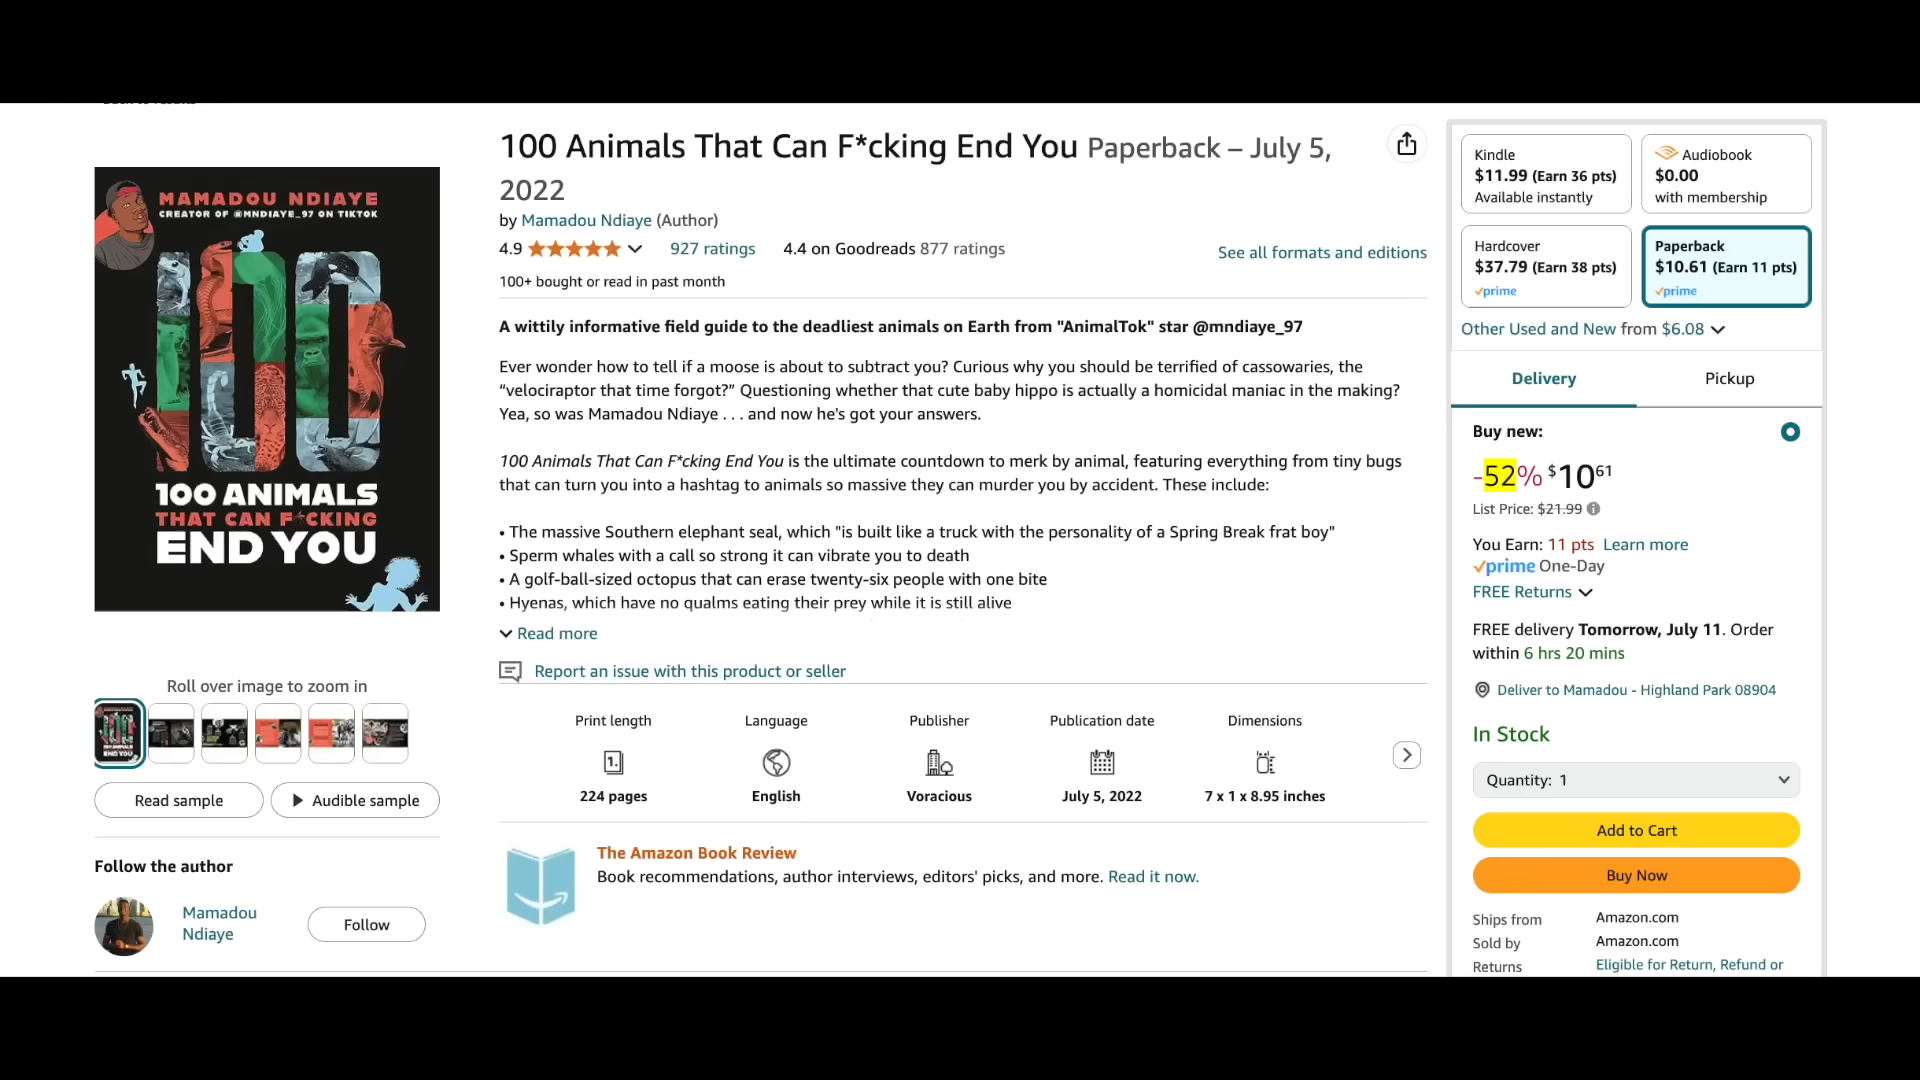 100 Animals That Can F*cking End You Paperback – July 5,
2022
by Mamadou Ndiaye (Author)
4.9
927 ratings
4.4 on Goodreads 877 ratings
See all formats and editions
100+ bought or read in past month
MAMADOU NDIAYE
CREATOR OF @MNDIAYE_97 ON TIKTOK
100
100 ANIMALS
THAT CAN F*CKING
END YOU
Roll over image to zoom in
Read sample
Audible sample
Follow the author
Mamadou
Ndiaye
Follow
A wittily informative field guide to the deadliest animals on Earth from "AnimalTok" star @mndiaye_97
Ever wonder how to tell if a moose is about to subtract you? Curious why you should be terrified of cassowaries, the
“velociraptor that time forgot?” Questioning whether that cute baby hippo is actually a homicidal maniac in the making?
Yea, so was Mamadou Ndiaye . . . and now he's got your answers.
100 Animals That Can F*cking End You is the ultimate countdown to merk by animal, featuring everything from tiny bugs
that can turn you into a hashtag to animals so massive they can murder you by accident. These include:
• The massive Southern elephant seal, which "is built like a truck with the personality of a Spring Break frat boy"
• Sperm whales with a call so strong it can vibrate you to death
• A golf-ball-sized octopus that can erase twenty-six people with one bite
• Hyenas, which have no qualms eating their prey while it is still alive
Read more
Report an issue with this product or seller
Print length
1.
224 pages
Language
English
Publisher
Voracious
Publication date
July 5, 2022
Dimensions
7 x 1 x 8.95 inches
The Amazon Book Review
Book recommendations, author interviews, editors' picks, and more. Read it now.
Kindle
$11.99 (Earn 36 pts)
Available instantly
Audiobook
$0.00
with membership
Hardcover
$37.79 (Earn 38 pts)
prime
Paperback
$10.61 (Earn 11 pts)
prime
Other Used and New from $6.08
Delivery
Pickup
Buy new:
-52% $10 61
List Price: $21.99
You Earn: 11 pts Learn more
prime One-Day
FREE Returns
FREE delivery Tomorrow, July 11. Order
within 6 hrs 20 mins
Deliver to Mamadou - Highland Park 08904
In Stock
Quantity: 1
Add to Cart
Buy Now
Ships from Amazon.com
Sold by Amazon.com
Returns Eligible for Return, Refund or